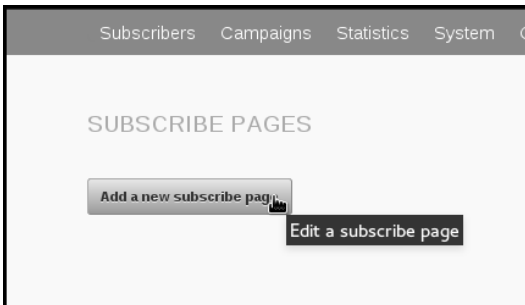 Subscribers Campaigns Statistics System
SUBSCRIBE PAGES
Add a new subscribe page
Edit a subscribe page